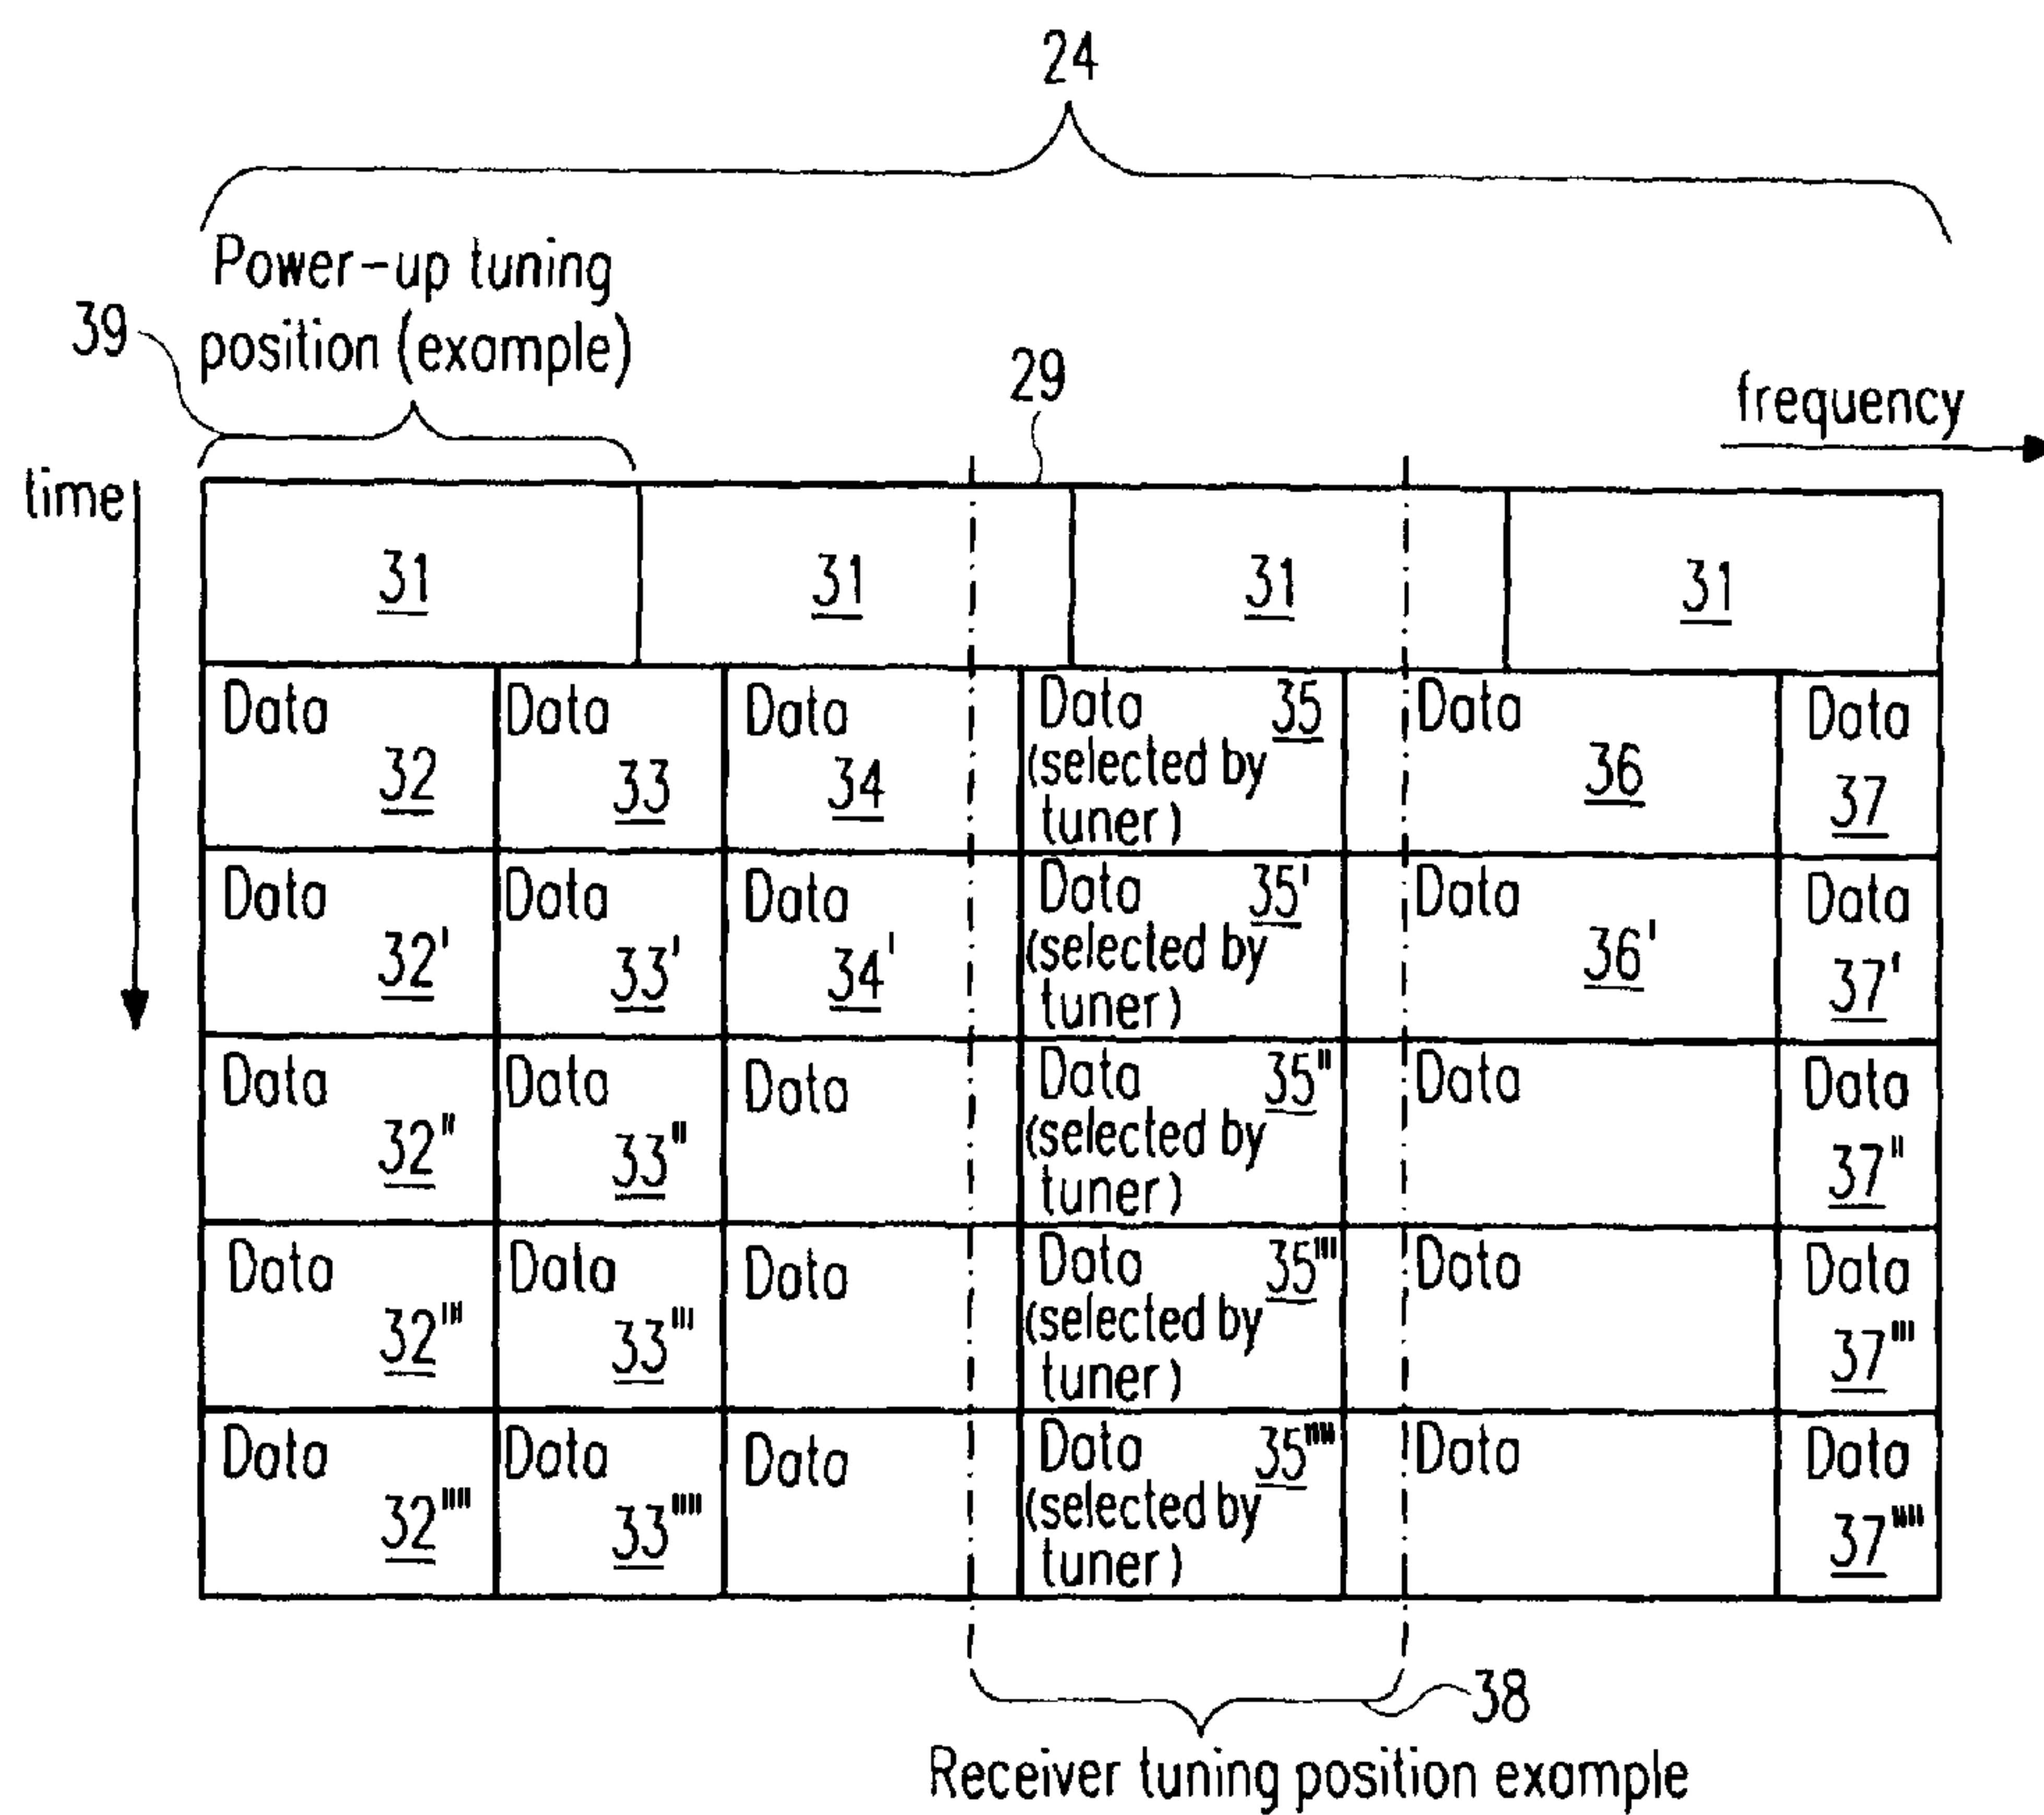 24
Power-up tuning
position (example)
39
29
frequency
time
31 31 31 31
Data 32 Data 33 Data 34 Data 35 (selected by tuner) Data 36 Data 37
Data 32' Data 33' Data 34' Data 35' (selected by tuner) Data 36' Data 37'
Data 32'' Data 33'' Data Data 35'' (selected by tuner) Data Data 37''
Data 32''' Data 33''' Data Data 35''' (selected by tuner) Data Data 37'''
Data 32'''' Data 33'''' Data Data 35'''' (selected by tuner) Data Data 37''''
38
Receiver tuning position example